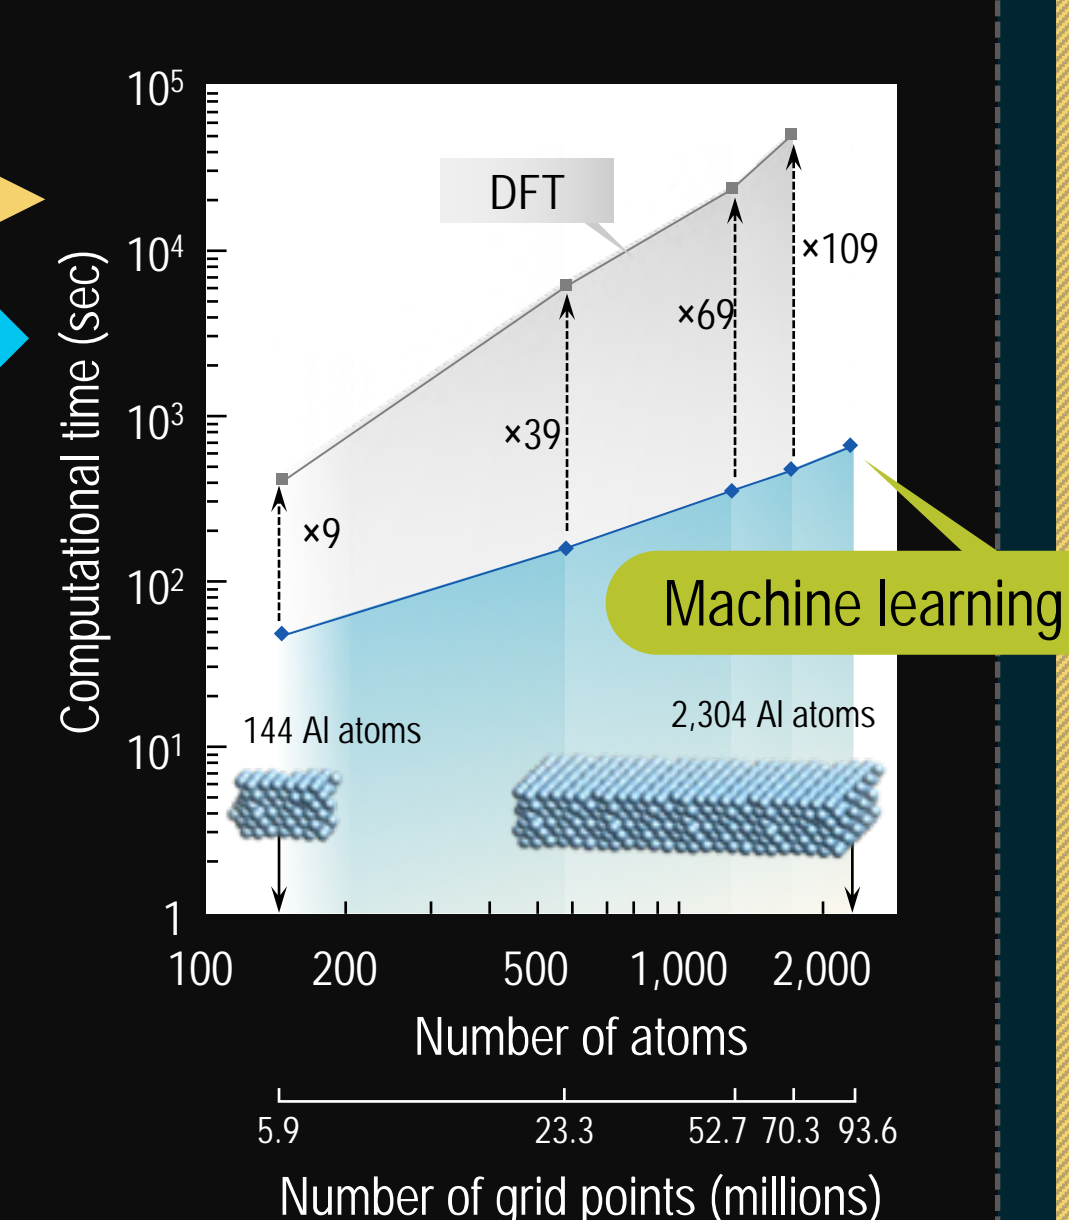 10⁵
DFT
10⁴
×109
×69
10³
×39
×9
10²
Machine learning
2,304 Al atoms
144 Al atoms
10¹
1
100 200 500 1,000 2,000
Computational time (sec)
Number of atoms
5.9 23.3 52.7 70.3 93.6
Number of grid points (millions)